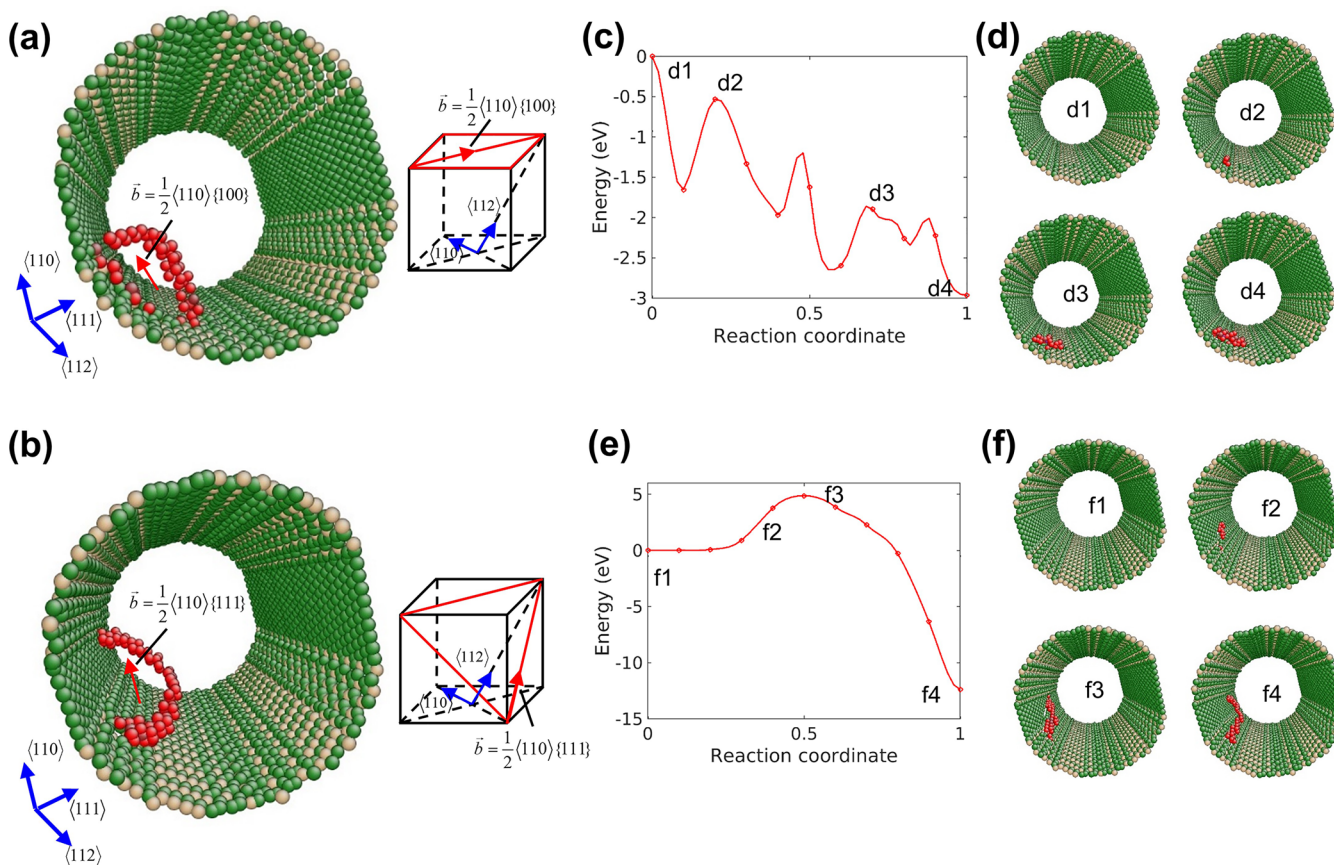 (a)
b⃗ = 1/2 ⟨110⟩{100}
b⃗ = 1/2 ⟨110⟩{100}
⟨112⟩
⟨110⟩
⟨110⟩
⟨111⟩
⟨112⟩
(c)
0
-0.5
-1
-1.5
-2
-2.5
-3
Energy (eV)
d1
d2
d3
d4
0
0.5
1
Reaction coordinate
(d)
d1
d2
d3
d4
(b)
b⃗ = 1/2 ⟨110⟩{111}
⟨112⟩
⟨110⟩
b⃗ = 1/2 ⟨110⟩{111}
⟨110⟩
⟨111⟩
⟨112⟩
(e)
5
0
-5
-10
-15
Energy (eV)
f1
f2
f3
f4
0
0.5
1
Reaction coordinate
(f)
f1
f2
f3
f4